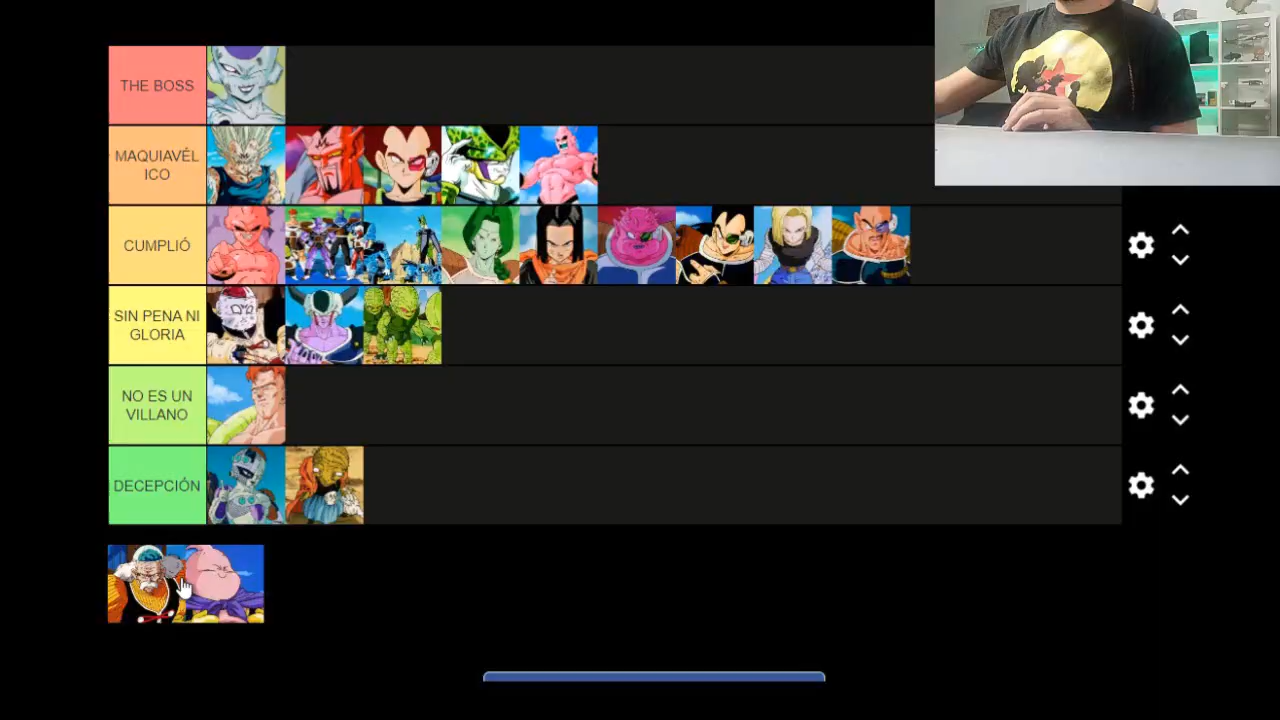 THE BOSS
MAQUIAVÉL
ICO
CUMPLIÓ
SIN PENA NI
GLORIA
NO ES UN
VILLANO
DECEPCIÓN